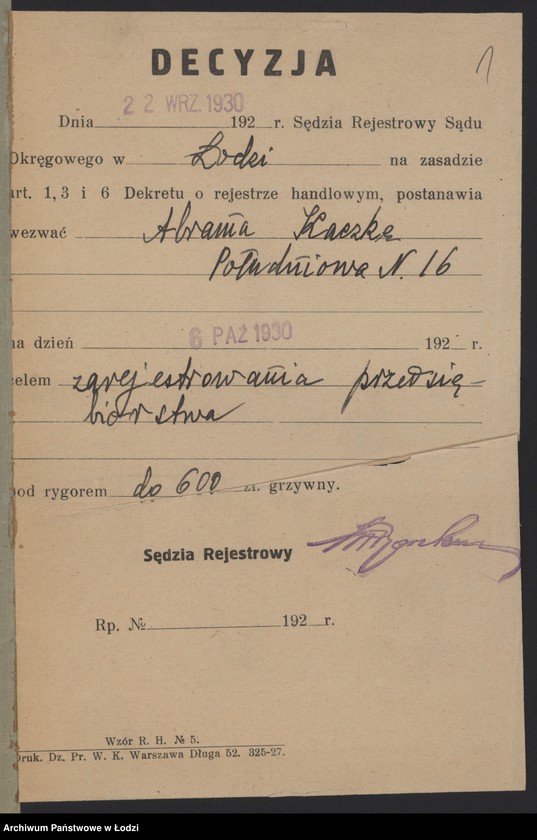 1
DECYZJA
22 WRZ. 1930
Dnia 192 r. Sędzia Rejestrowy Sądu
Okręgowego w Łodzi na zasadzie
art. 1, 3 i 6 Dekretu o rejestrze handlowym, postanawia
wezwać Abrama Kaczkę
Południowa N. 16
na dzień 6 PAŹ 1930 192 r.
celem zarejestrowania przedsię-
biorstwa
pod rygorem do 600 zł. grzywny.
Sędzia Rejestrowy
Rp. № 192 r.
Wzór R. H. № 5.
Druk. Dz. Pr. W. K. Warszawa Długa 52. 325-27.
Archiwum Państwowe w Łodzi